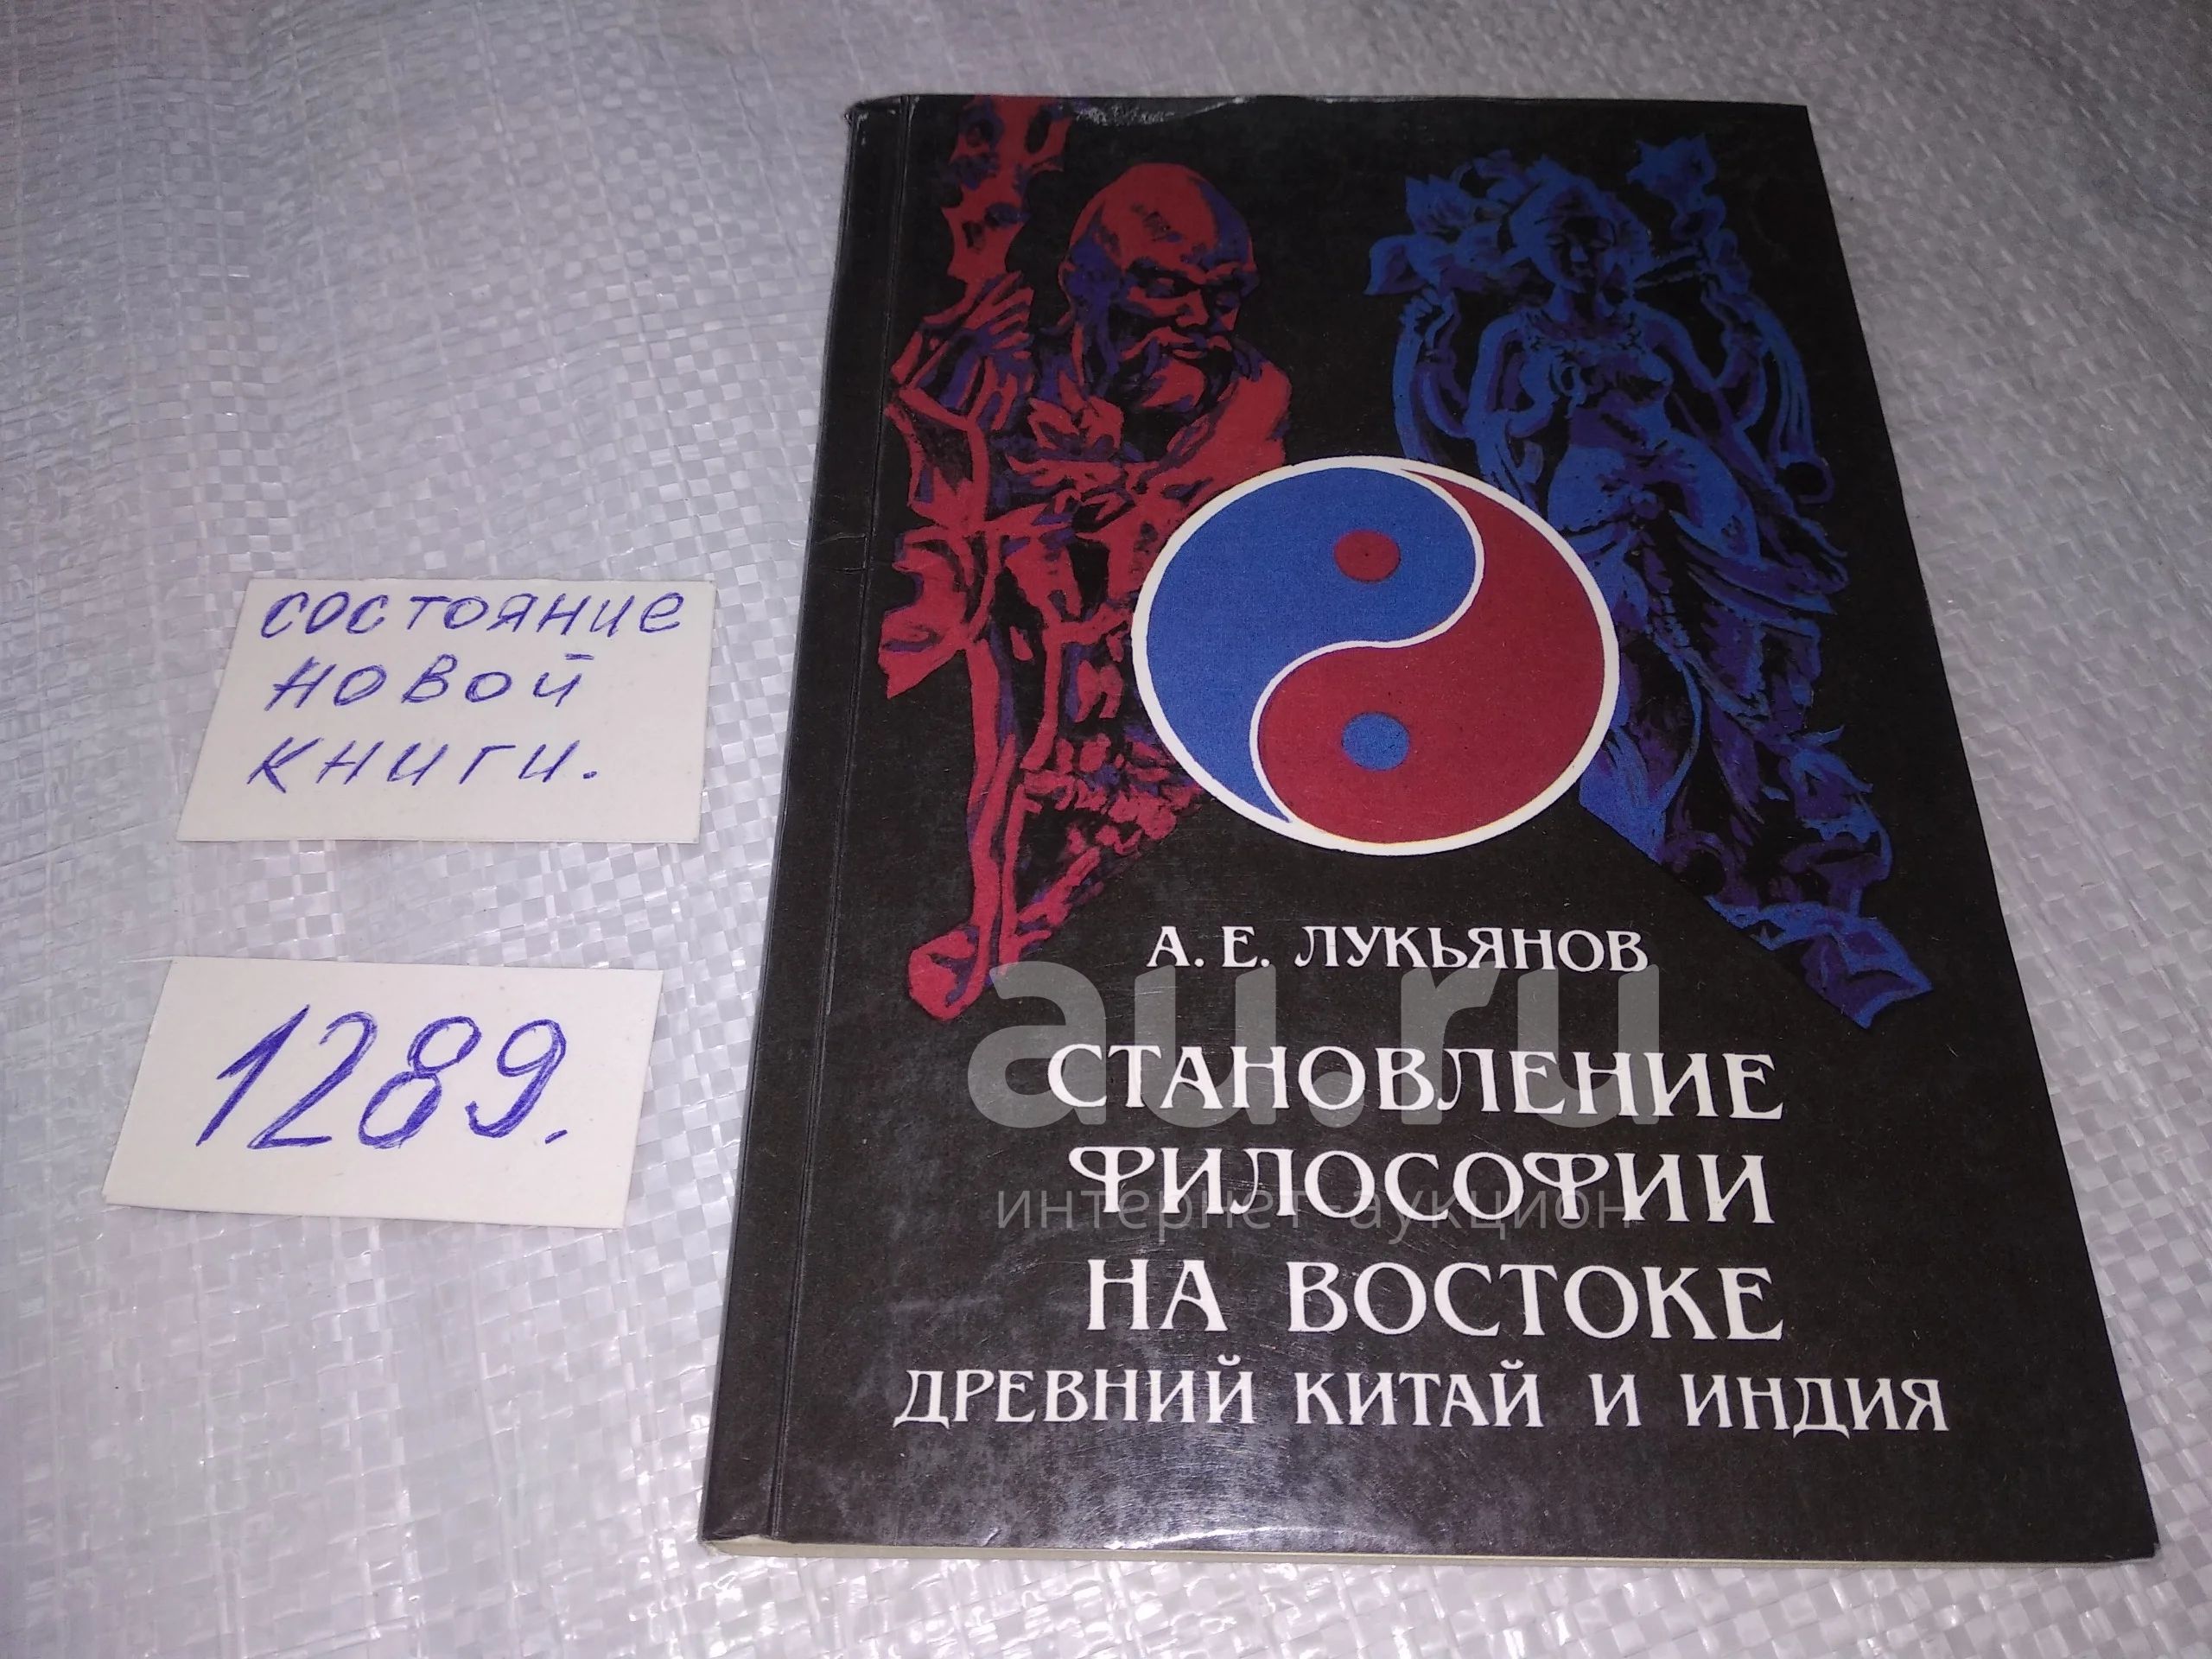 состояние
новой
книги.
1289.
А. Е. ЛУКЬЯНОВ
au.ru
СТАНОВЛЕНИЕ
ФИЛОСОФИИ
интернет-аукцион
НА ВОСТОКЕ
ДРЕВНИЙ КИТАЙ И ИНДИЯ